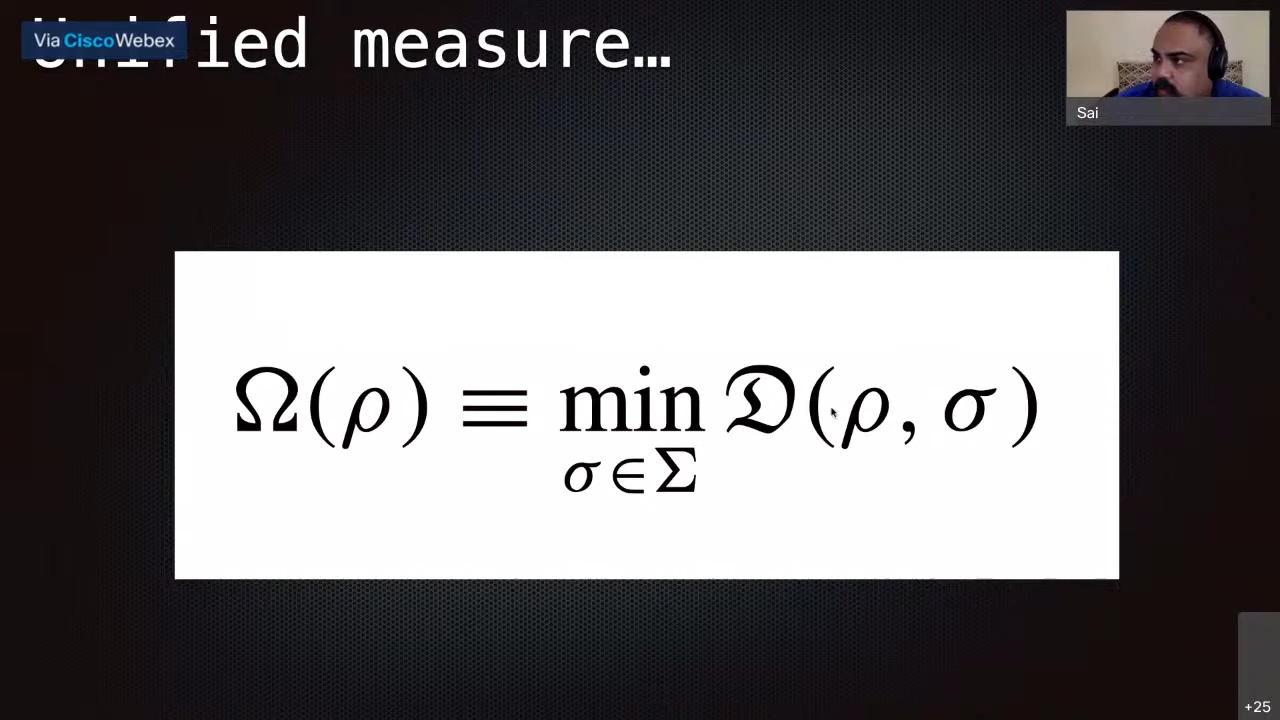 Unified measure…
Via Cisco Webex
Sai
Ω(ρ) ≡ min 𝔇(ρ, σ)
σ∈Σ
+25